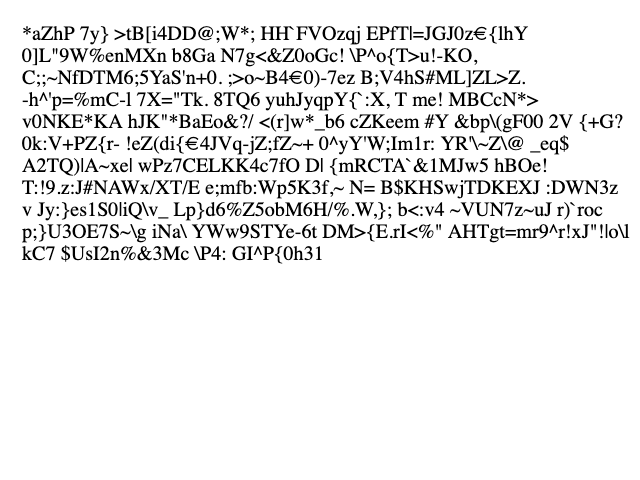 *aZhP 7y} >tB[i4DD@;W*; HH`FVOzqj EPfT|=JGJ0z€{lhY
0]L"9W%enMXn b8Ga N7g<&Z0oGc! \P^o{T>u!-KO,
C;;~NfDTM6;5YaS'n+0. ;>o~B4€0)-7ez B;V4hS#ML]ZL>Z.
-h^'p=%mC-l 7X="Tk. 8TQ6 yuhJyqpY{`:X, T me! MBCcN*>
v0NKE*KA hJK"*BaEo&?/ <(r]w*_b6 cZKeem #Y &bp\(gF00 2V {+G?
0k:V+PZ{r- !eZ(di{€4JVq-jZ;fZ~+ 0^yY'W;Im1r: YR'\~Z\@ _eq$
A2TQ)|A~xe| wPz7CELKK4c7fO D| {mRCTA`&1MJw5 hBOe!
T:!9.z:J#NAWx/XT/E e;mfb:Wp5K3f,~ N= B$KHSwjTDKEXJ :DWN3z
v Jy:}es1S0|iQ\v_ Lp}d6%Z5obM6H/%.W,}; b<:v4 ~VUN7z~uJ r)`roc
p;}U3OE7S~\g iNa\ YWw9STYe-6t DM>{E.rI<%" AHTgt=mr9^r!xJ"!|o\l
kC7 $UsI2n%&3Mc \P4: GI^P{0h31